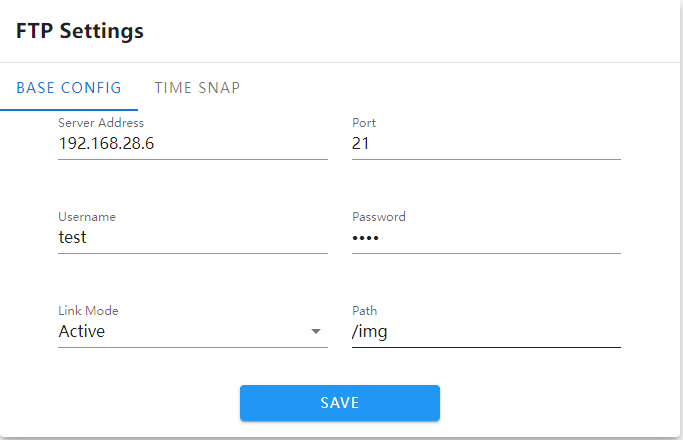 FTP Settings
BASE CONFIG TIME SNAP
Server Address Port
192.168.28.6 21
Username Password
test ••••
Link Mode Path
Active /img
SAVE